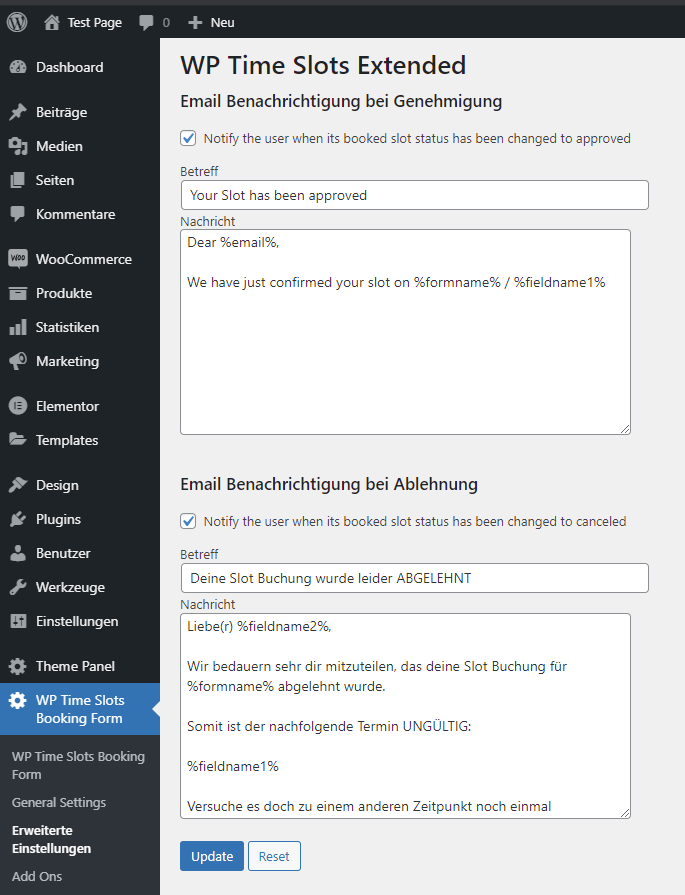 Test Page 0 Neu
Dashboard
Beiträge
Medien
Seiten
Kommentare
WOO WooCommerce
Produkte
Statistiken
Marketing
Elementor
Templates
Design
Plugins
Benutzer
Werkzeuge
Einstellungen
Theme Panel
WP Time Slots
Booking Form
WP Time Slots Booking
Form
General Settings
Erweiterte
Einstellungen
Add Ons
WP Time Slots Extended
Email Benachrichtigung bei Genehmigung
Notify the user when its booked slot status has been changed to approved
Betreff
Your Slot has been approved
Nachricht
Dear %email%,
We have just confirmed your slot on %formname% / %fieldname1%
Email Benachrichtigung bei Ablehnung
Notify the user when its booked slot status has been changed to canceled
Betreff
Deine Slot Buchung wurde leider ABGELEHNT
Nachricht
Liebe(r) %fieldname2%,
Wir bedauern sehr dir mitzuteilen, das deine Slot Buchung für
%formname% abgelehnt wurde.
Somit ist der nachfolgende Termin UNGÜLTIG:
%fieldname1%
Versuche es doch zu einem anderen Zeitpunkt noch einmal
Update Reset